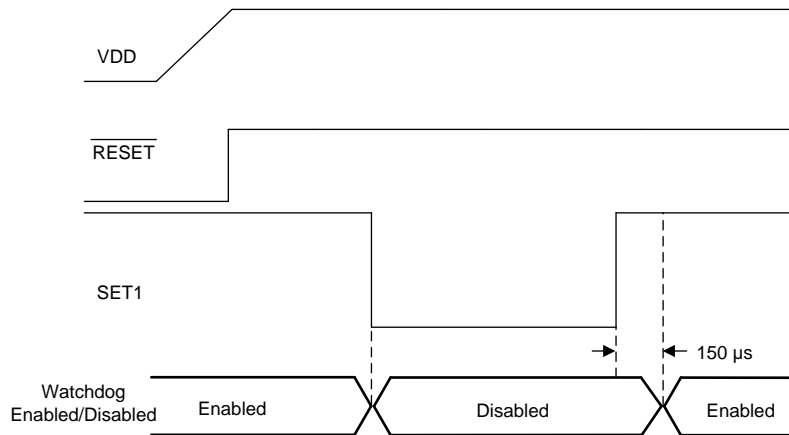 VDD
RESET
SET1
150 µs
Watchdog
Enabled/Disabled
Enabled
Disabled
Enabled